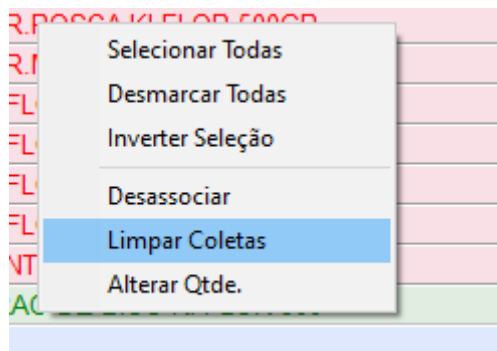 Selecionar Todas
Desmarcar Todas
Inverter Seleção
Desassociar
Limpar Coletas
Alterar Qtde.